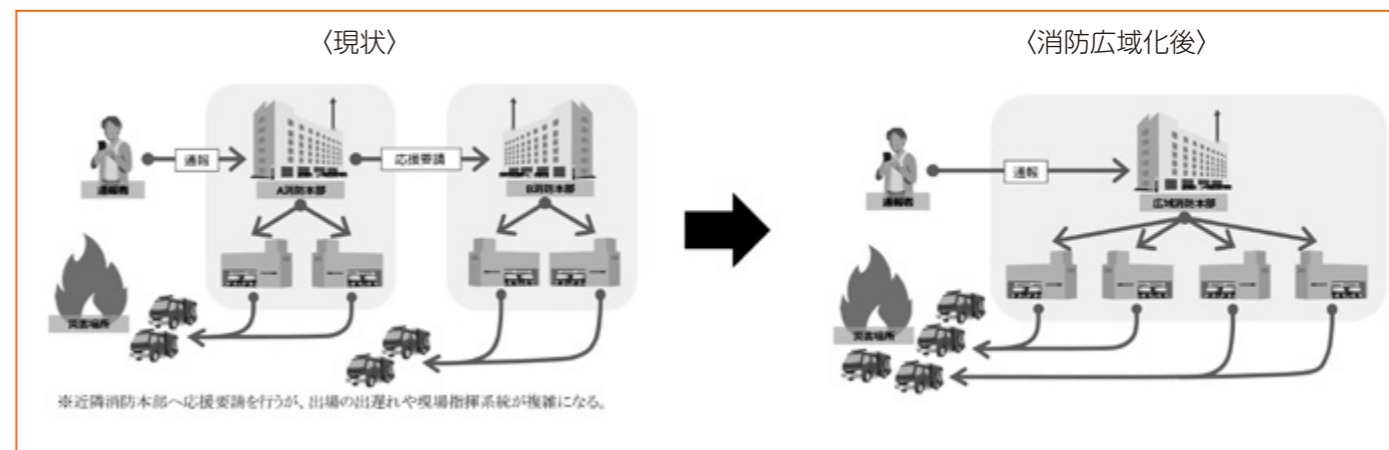 〈現状〉
通報者
通報
A消防本部
応援要請
B消防本部
災害場所
※近隣消防本部へ応援要請を行うが、出場の出遅れや現場指揮系統が複雑になる。
〈消防広域化後〉
通報者
通報
広域消防本部
災害場所